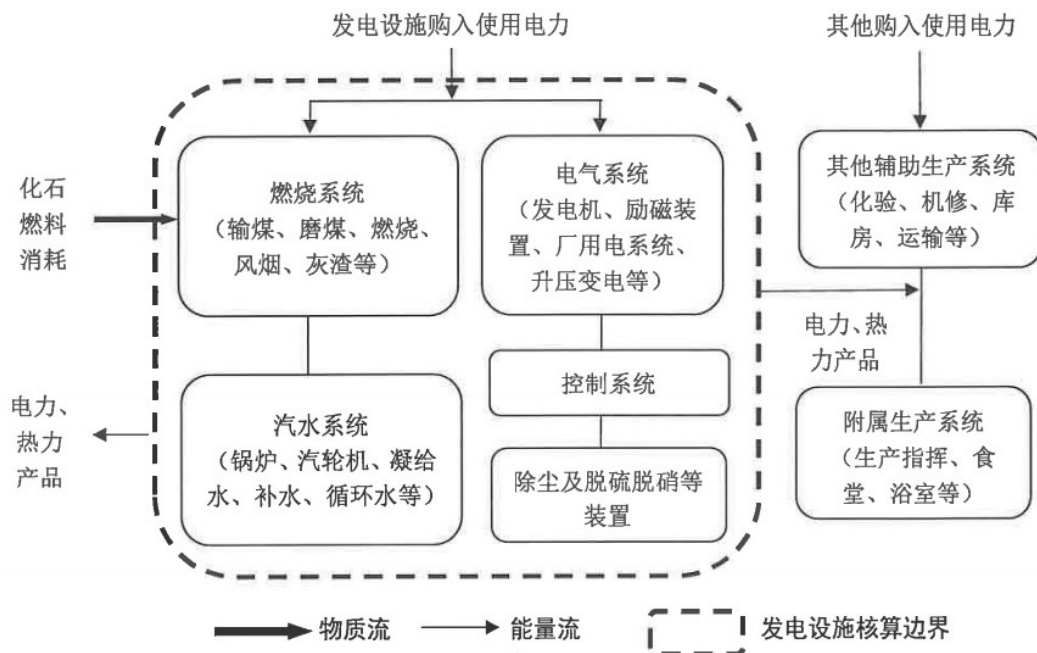 发电设施购入使用电力
其他购入使用电力
化石
燃料
消耗
燃烧系统
（输煤、磨煤、燃烧、
风烟、灰渣等）
电气系统
（发电机、励磁装
置、厂用电系统、
升压变电等）
其他辅助生产系统
（化验、机修、库
房、运输等）
电力、热
力产品
控制系统
电力、
热力
产品
汽水系统
（锅炉、汽轮机、凝给
水、补水、循环水等）
除尘及脱硫脱硝等
装置
附属生产系统
（生产指挥、食
堂、浴室等）
物质流
能量流
发电设施核算边界